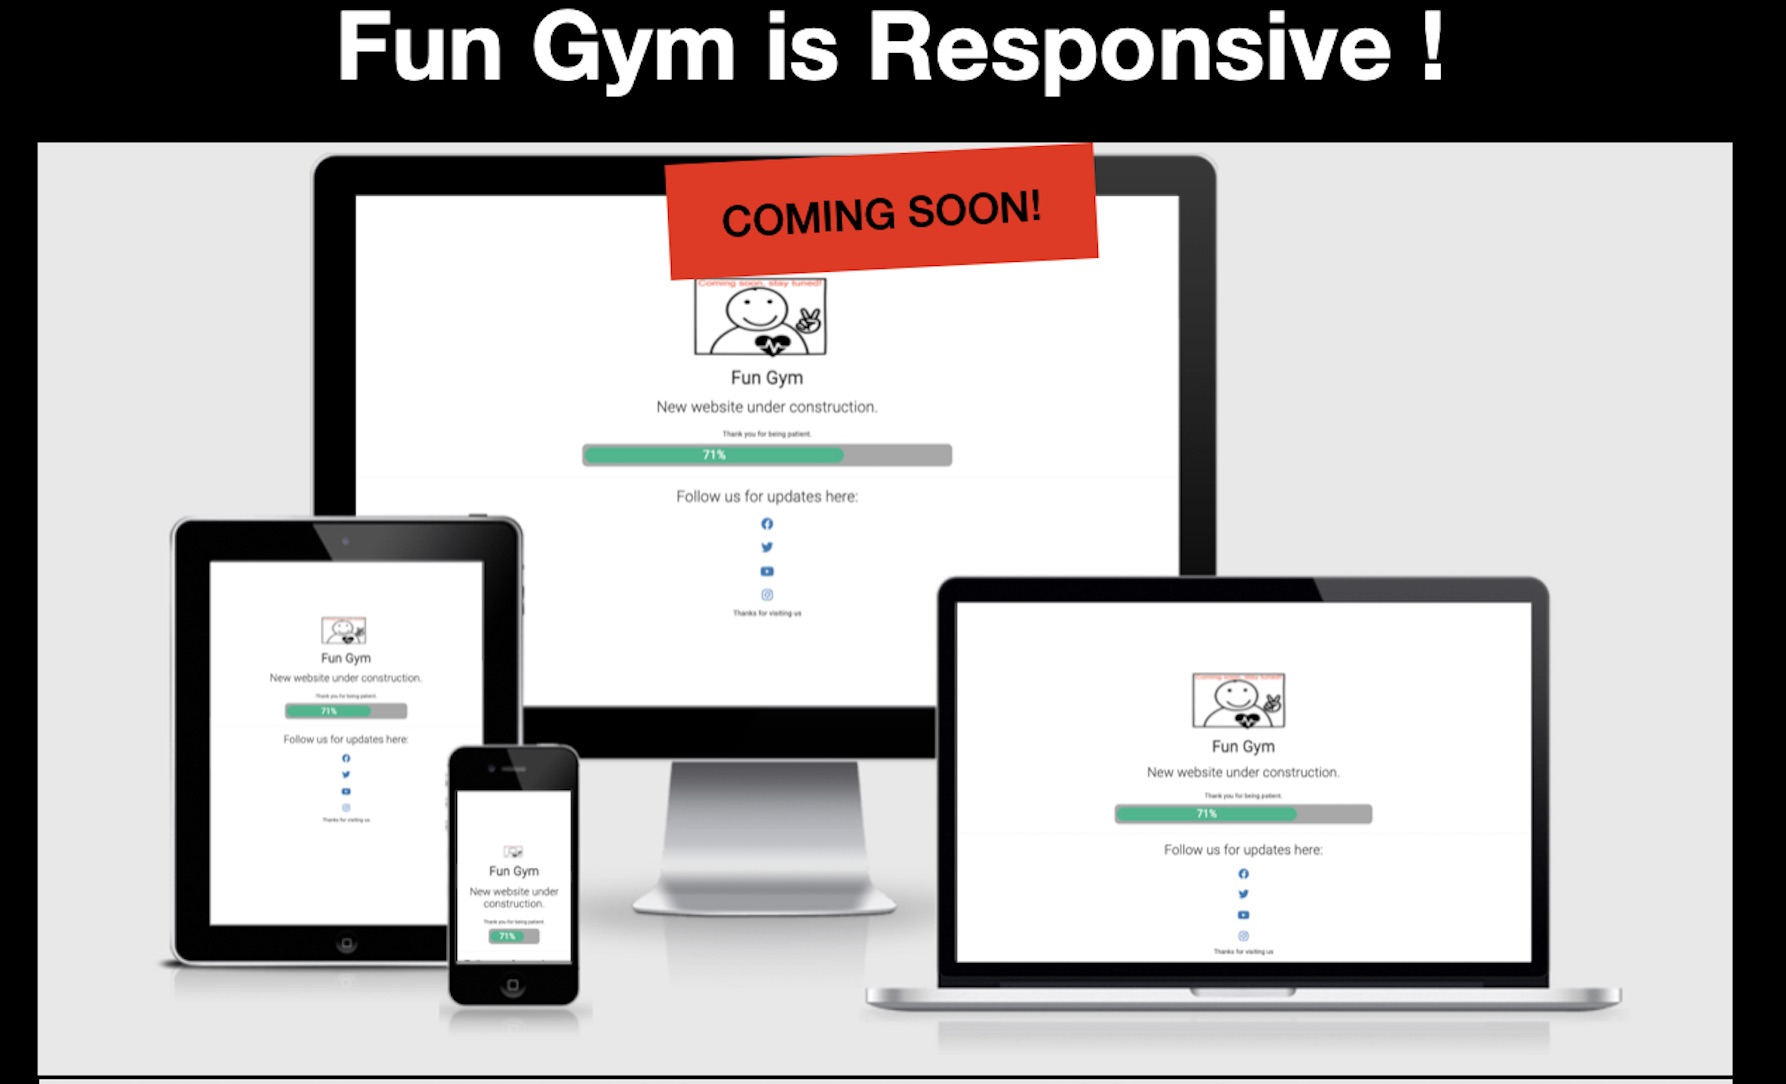 Fun Gym is Responsive !
COMING SOON!
Coming soon, stay tuned!
Fun Gym
New website under construction.
Thank you for being patient.
71%
Follow us for updates here:
Thanks for visiting us
Fun Gym
New website under construction.
Thank you for being patient.
71%
Follow us for updates here:
Thanks for visiting us
Fun Gym
New website under
construction.
Thank you for being patient.
71%
Coming soon, stay tuned!
Fun Gym
New website under construction.
Thank you for being patient.
71%
Follow us for updates here:
Thanks for visiting us